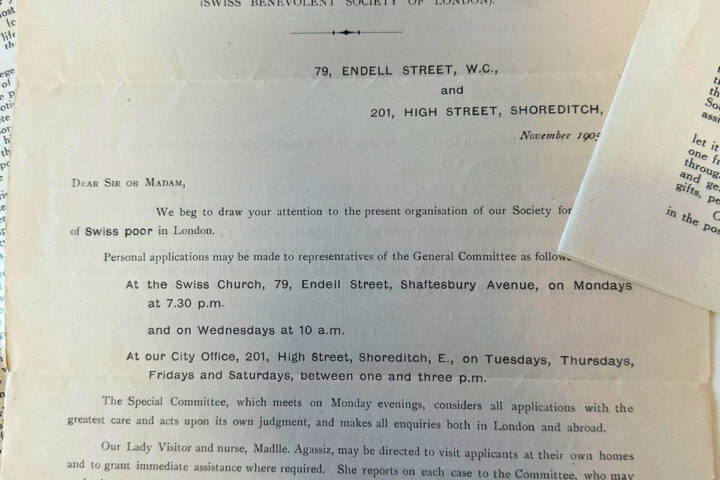 (SWISS BENEVOLENT SOCIETY OF LONDON).
79, ENDELL STREET, W.C.,
and
201, HIGH STREET, SHOREDITCH,
November 1905
DEAR SIR OR MADAM,
We beg to draw your attention to the present organisation of our Society for
of Swiss poor in London.
Personal applications may be made to representatives of the General Committee as follow
At the Swiss Church, 79, Endell Street, Shaftesbury Avenue, on Mondays
at 7.30 p.m.
and on Wednesdays at 10 a.m.
At our City Office, 201, High Street, Shoreditch, E., on Tuesdays, Thursdays,
Fridays and Saturdays, between one and three p.m.
The Special Committee, which meets on Monday evenings, considers all applications with the
greatest care and acts upon its own judgment, and makes all enquiries both in London and abroad.
Our Lady Visitor and nurse, Madlle. Agassiz, may be directed to visit applicants at their own homes
and to grant immediate assistance where required. She reports on each case to the Committee, who may
let it
one fr
throug
and ge
gifts, pe
in the pos